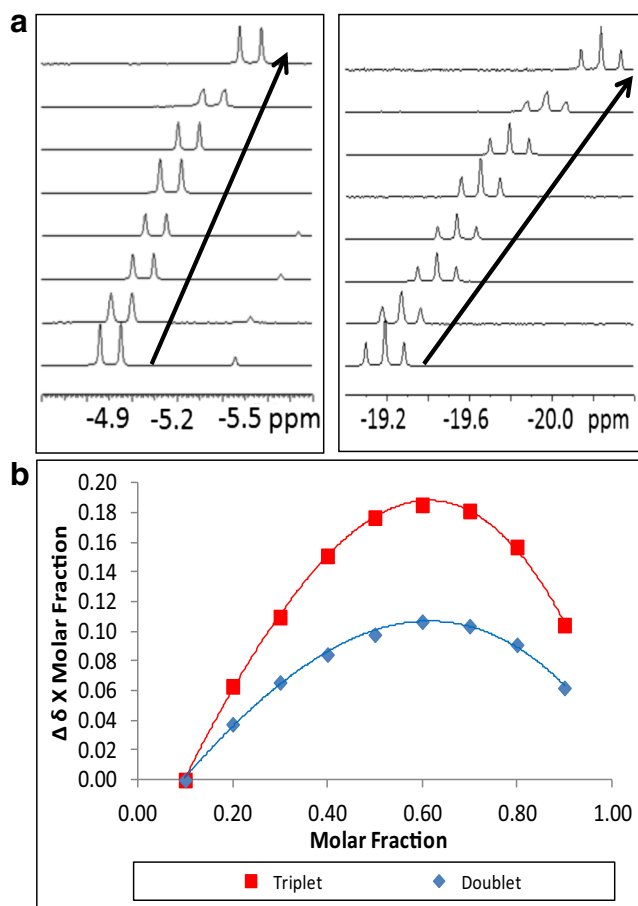 a
-4.9 -5.2 -5.5 ppm
-19.2 -19.6 -20.0 ppm
b
Δ δ X Molar Fraction
0.20
0.18
0.16
0.14
0.12
0.10
0.08
0.06
0.04
0.02
0.00
0.00 0.20 0.40 0.60 0.80 1.00
Molar Fraction
Triplet Doublet